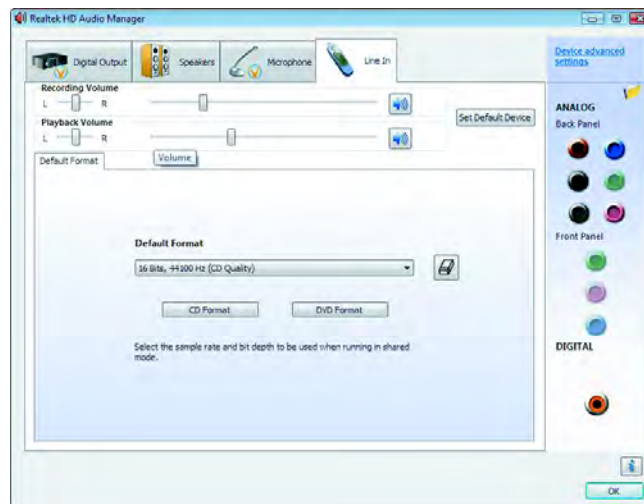 Realtek HD Audio Manager
Digital Output
Speakers
Microphone
Line In
Device advanced
settings
Recording Volume
L
R
Playback Volume
L
R
Set Default Device
Volume
Default Format
Default Format
16 Bits, 44100 Hz (CD Quality)
CD Format
DVD Format
Select the sample rate and bit depth to be used when running in shared
mode.
ANALOG
Back Panel
Front Panel
DIGITAL
i
OK